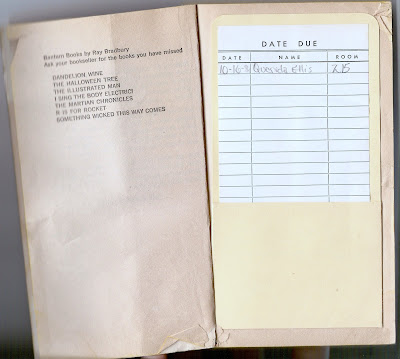 Bantam Books by Ray Bradbury
Ask your bookseller for the books you have missed
DANDELION WINE
THE HALLOWEEN TREE
THE ILLUSTRATED MAN
I SING THE BODY ELECTRIC!
THE MARTIAN CHRONICLES
R IS FOR ROCKET
SOMETHING WICKED THIS WAY COMES
DATE DUE
DATE NAME ROOM
Ellis